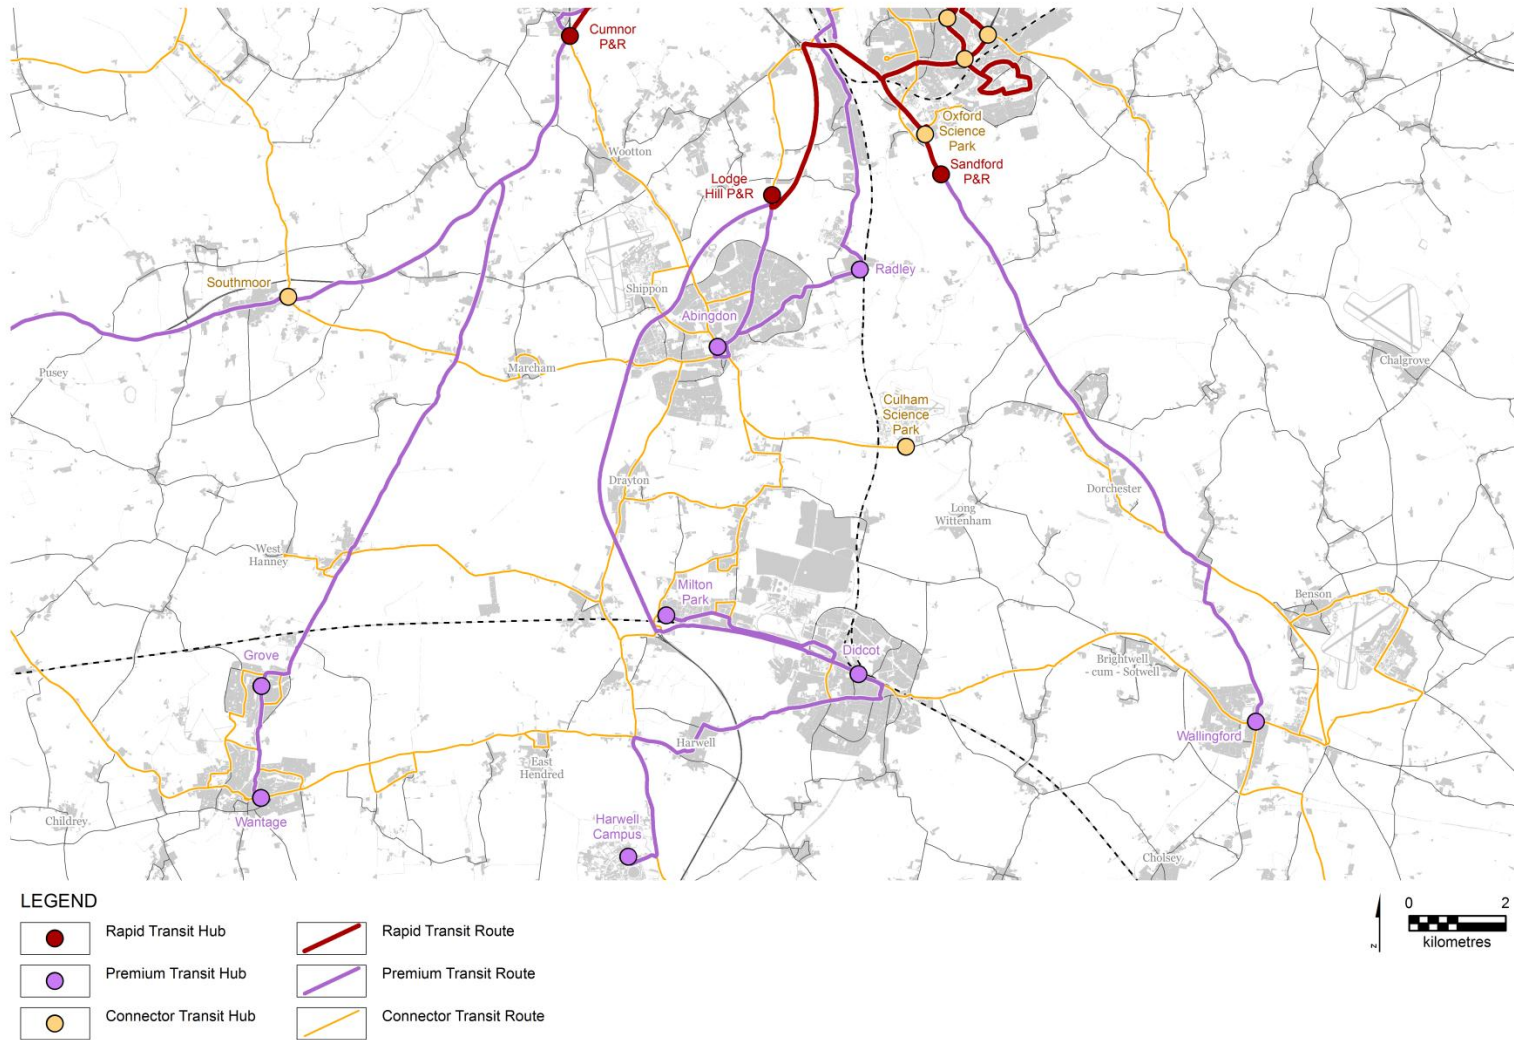 Cumnor
P&R
Wootton
Oxford
Science
Park
Sandford
P&R
Lodge
Hill P&R
Radley
Southmoor
Shippon
Abingdon
Pusey
Marcham
Chalgrove
Culham
Science
Park
Drayton
Dorchester
Long
Wittenham
West
Hanney
Milton
Park
Benson
Grove
Didcot
Brightwell
- cum - Sotwell
Wallingford
Harwell
East
Hendred
Childrey
Wantage
Harwell
Campus
Cholsey
LEGEND
Rapid Transit Hub
Rapid Transit Route
Premium Transit Hub
Premium Transit Route
Connector Transit Hub
Connector Transit Route
z
0 2
kilometres